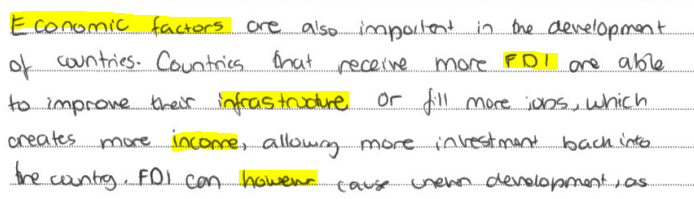 Economic factors are also important in the development
of countries. Countries that receive more FDI are able
to improve their infrastructure or fill more jobs, which
creates more income, allowing more investment back into
the country. FDI can however cause uneven development, as